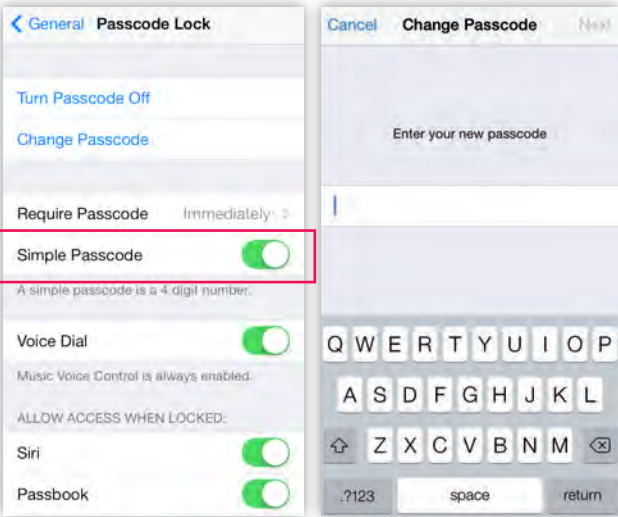 General Passcode Lock
Turn Passcode Off
Change Passcode
Require Passcode Immediately
Simple Passcode
A simple passcode is a 4 digit number.
Voice Dial
Music Voice Control is always enabled.
ALLOW ACCESS WHEN LOCKED:
Siri
Passbook
Cancel Change Passcode Next
Enter your new passcode
Q W E R T Y U I O P
A S D F G H J K L
Z X C V B N M
.?123 space return